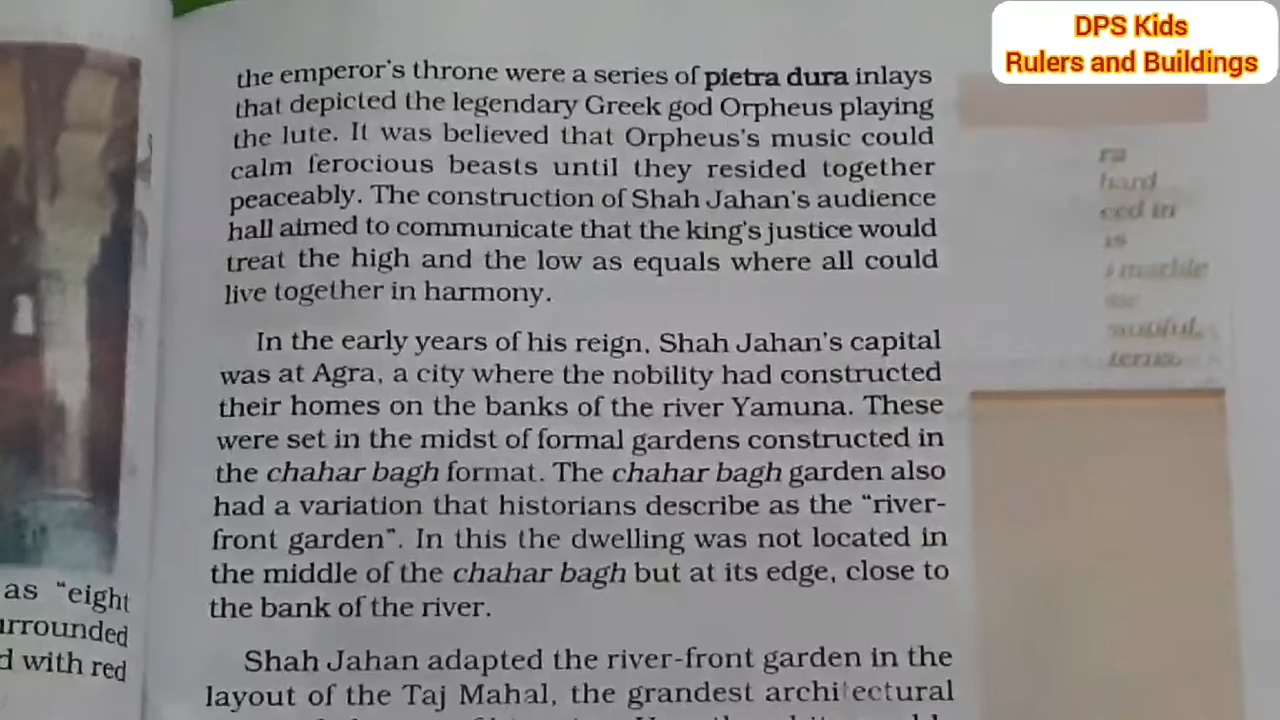 DPS Kids
Rulers and Buildings
the emperor's throne were a series of pietra dura inlays
that depicted the legendary Greek god Orpheus playing
the lute. It was believed that Orpheus's music could
calm ferocious beasts until they resided together
peaceably. The construction of Shah Jahan's audience
hall aimed to communicate that the king's justice would
treat the high and the low as equals where all could
live together in harmony.
In the early years of his reign, Shah Jahan's capital
was at Agra, a city where the nobility had constructed
their homes on the banks of the river Yamuna. These
were set in the midst of formal gardens constructed in
the chahar bagh format. The chahar bagh garden also
had a variation that historians describe as the "river-
front garden". In this the dwelling was not located in
the middle of the chahar bagh but at its edge, close to
the bank of the river.
Shah Jahan adapted the river-front garden in the
layout of the Taj Mahal, the grandest architectural
as "eight
urrounded
d with red
hard
ced in
marble